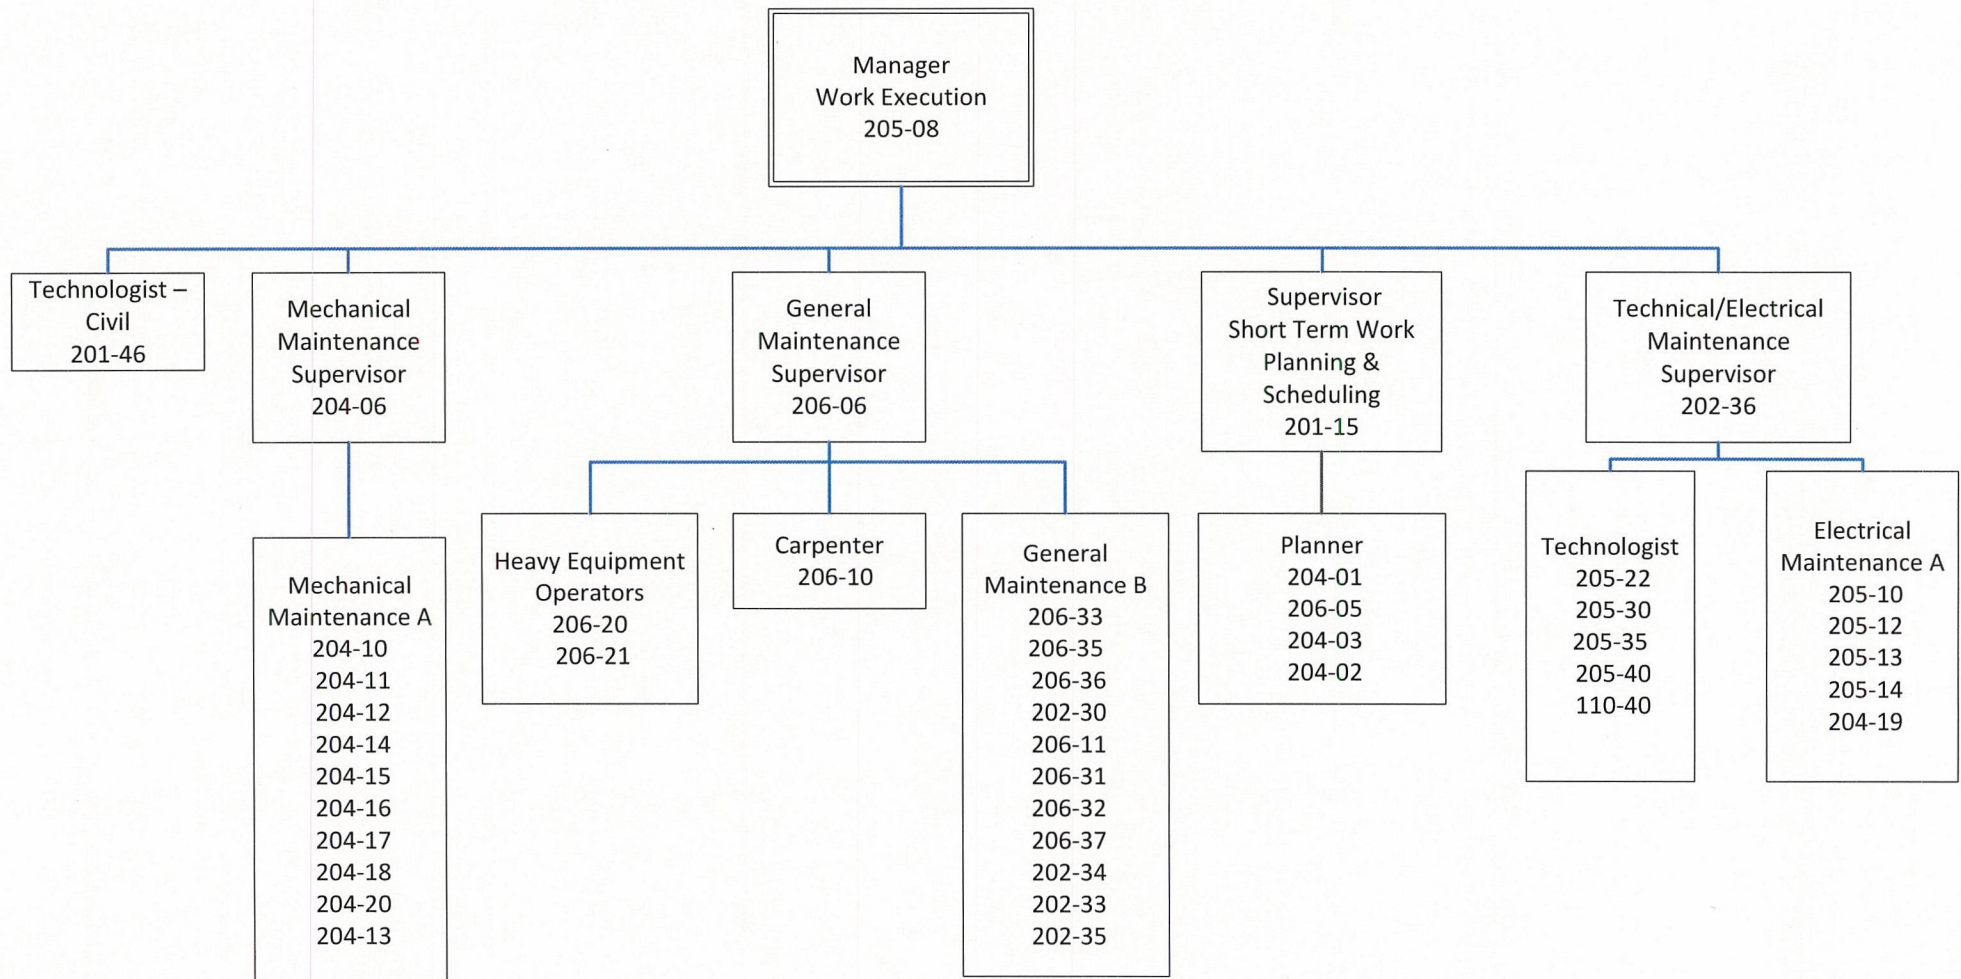 Manager
Work Execution
205-08
Technologist –
Civil
201-46
Mechanical
Maintenance
Supervisor
204-06
General
Maintenance
Supervisor
206-06
Supervisor
Short Term Work
Planning &
Scheduling
201-15
Technical/Electrical
Maintenance
Supervisor
202-36
Mechanical
Maintenance A
204-10
204-11
204-12
204-14
204-15
204-16
204-17
204-18
204-20
204-13
Heavy Equipment
Operators
206-20
206-21
Carpenter
206-10
General
Maintenance B
206-33
206-35
206-36
202-30
206-11
206-31
206-32
206-37
202-34
202-33
202-35
Planner
204-01
206-05
204-03
204-02
Technologist
205-22
205-30
205-35
205-40
110-40
Electrical
Maintenance A
205-10
205-12
205-13
205-14
204-19